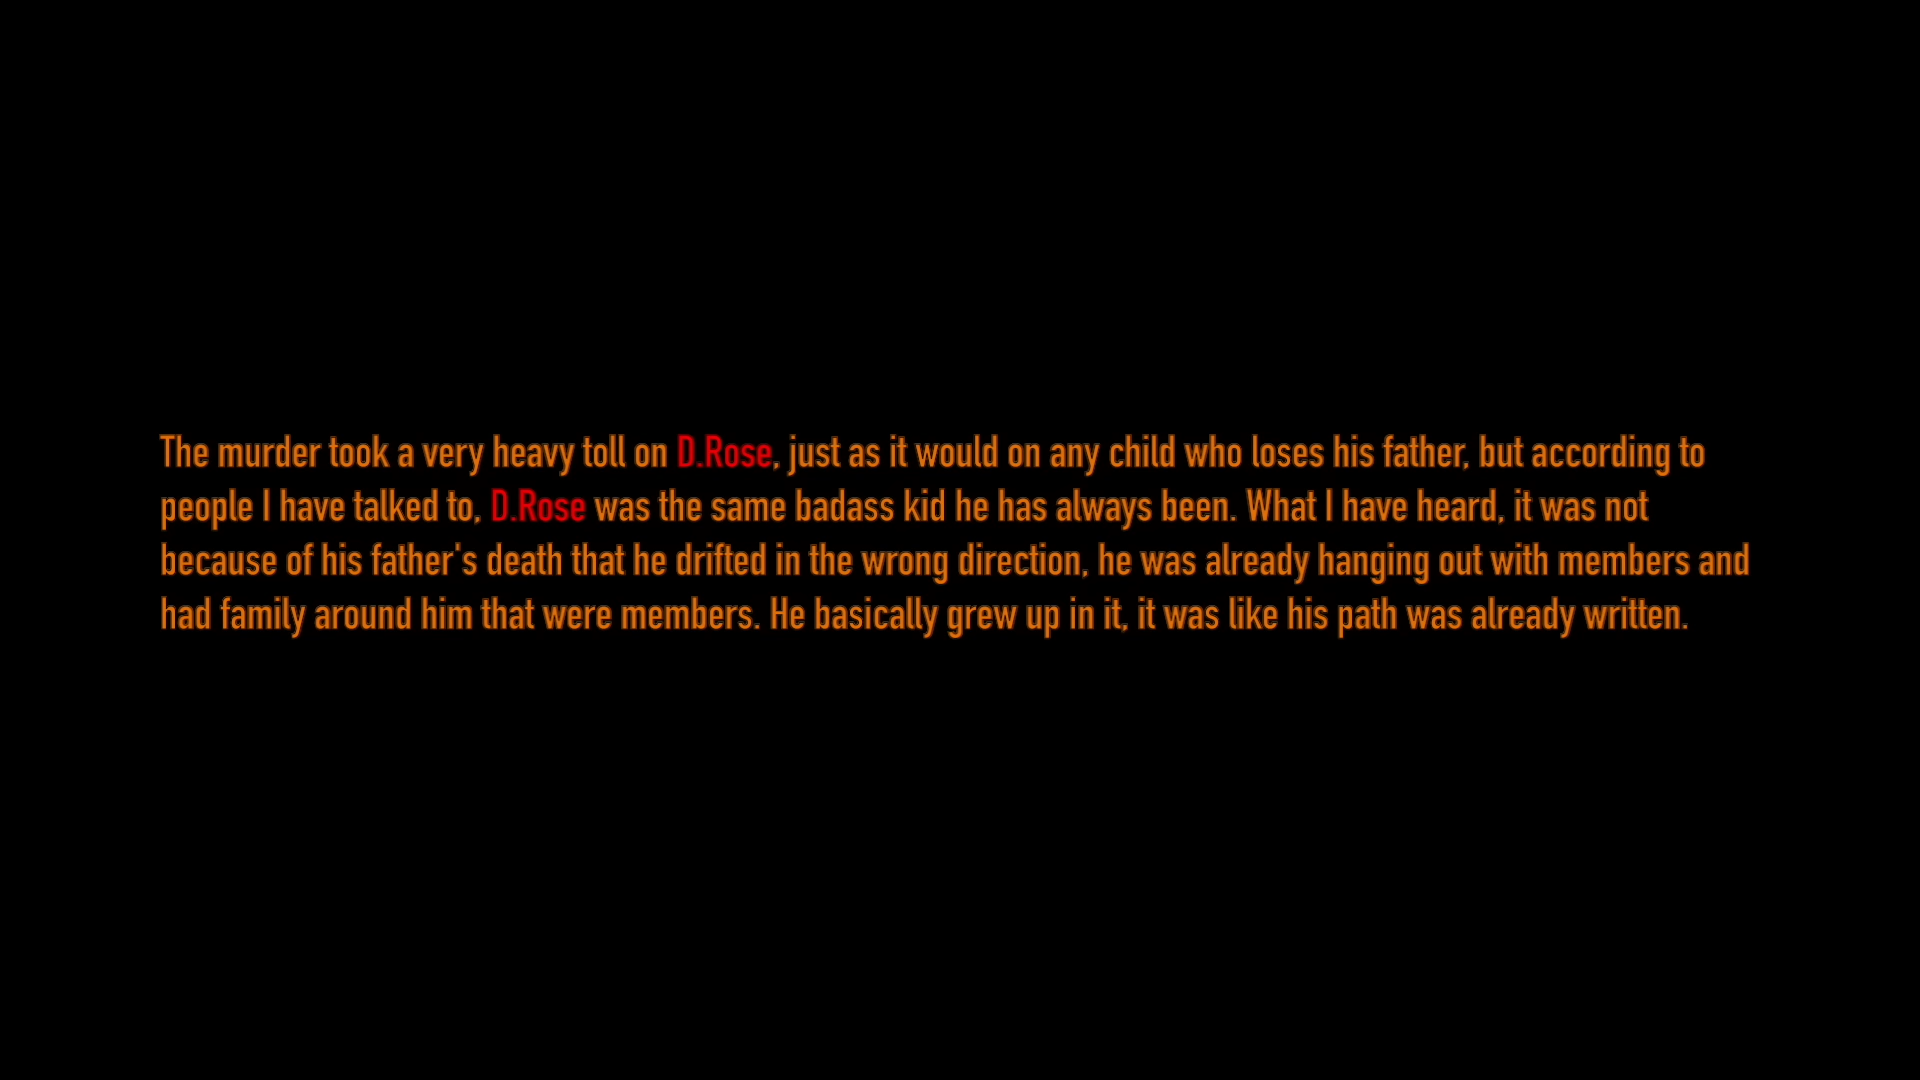 The murder took a very heavy toll on D.Rose, just as it would on any child who loses his father, but according to
people I have talked to, D.Rose was the same badass kid he has always been. What I have heard, it was not
because of his father's death that he drifted in the wrong direction, he was already hanging out with members and
had family around him that were members. He basically grew up in it, it was like his path was already written.